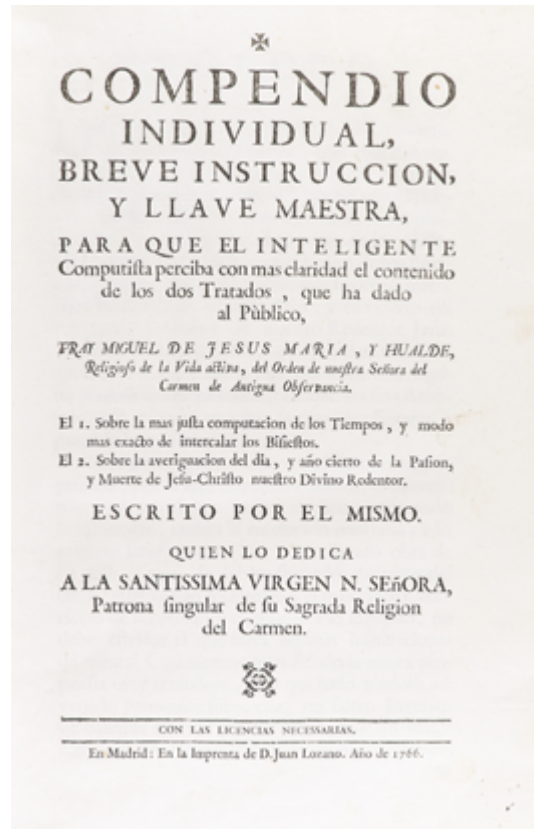 ✠
COMPENDIO
INDIVIDUAL,
BREVE INSTRUCCION,
Y LLAVE MAESTRA,
PARA QUE EL INTELIGENTE
Computiſta perciba con mas claridad el contenido
de los dos Tratados , que ha dado
al Pùblico,
FRAY MIGUEL DE JESUS MARIA , Y HUALDE,
Religioſo de la Vida activa, del Orden de nueſtra Señora del
Carmen de Antigua Obſervancia.
El 1. Sobre la mas juſta computacion de los Tiempos , y modo
mas exacto de intercalar los Biſieſtos.
El 2. Sobre la averiguacion del dia , y año cierto de la Paſion,
y Muerte de Jeſu-Chriſto nueſtro Divino Redentor.
ESCRITO POR EL MISMO.
QUIEN LO DEDICA
A LA SANTISSIMA VIRGEN N. SEñORA,
Patrona ſingular de ſu Sagrada Religion
del Carmen.
CON LAS LICENCIAS NECESSARIAS.
En Madrid: En la Imprenta de D. Juan Lozano. Año de 1766.